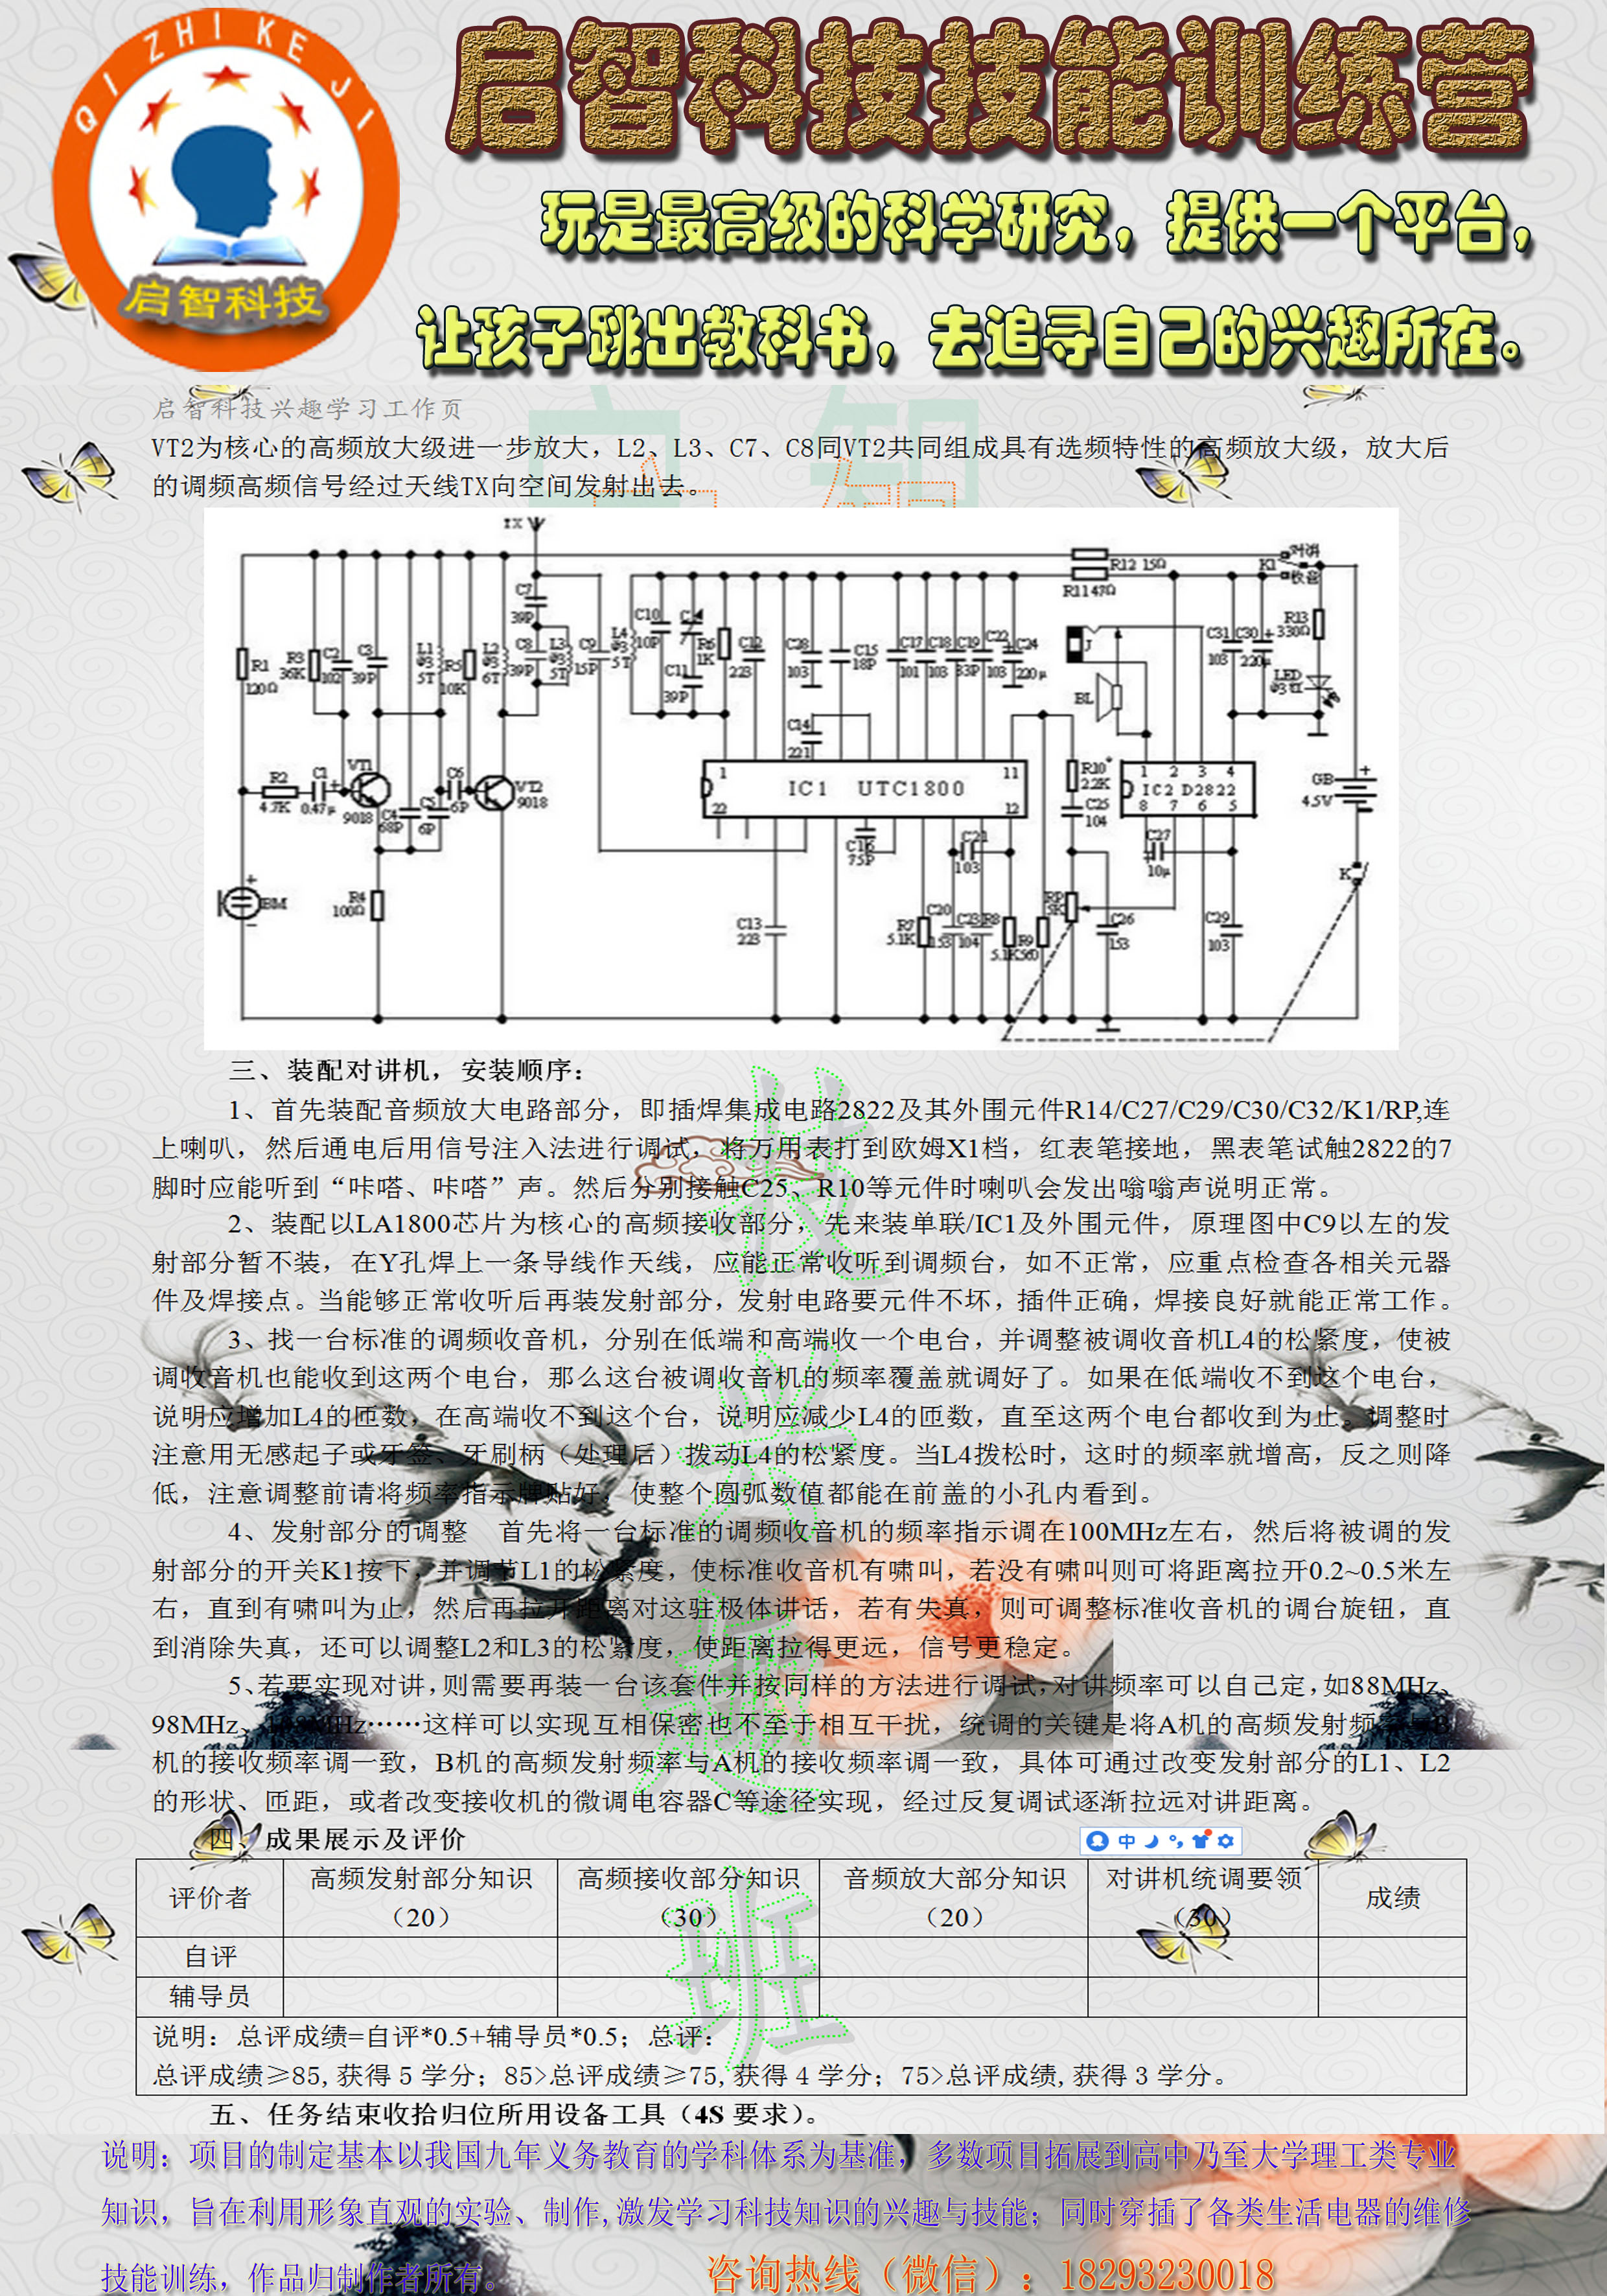 QI ZHI KE JI
启智科技
启智科技技能训练营
玩是最高级的科学研究，提供一个平台，
让孩子跳出教科书，去追寻自己的兴趣所在。
启智科技兴趣学习工作页
VT2为核心的高频放大级进一步放大，L2、L3、C7、C8同VT2共同组成具有选频特性的高频放大级，放大后
的调频高频信号经过天线TX向空间发射出去。
TX
R12 15Ω
R11 47Ω
K1
对讲
收音
R1
120Ω
R3
36K
C2
102
C3
39P
L1
φ3
5T
R5
10K
L2
φ3
6T
C7
39P
C8
39P
L3
φ3
5T
C9
15P
L4
φ3
5T
C10
10P
C11
39P
R6
1K
C12
223
C28
103
C15
18P
C17
101
C18
103
C19
33P
C22
103
C24
220μ
J
BL
C31
103
C30
220μ
R13
330Ω
LED
φ3红
C14
221
R2
4.7K
C1
0.47μ
VT1
9018
C4
68P
C5
6P
C6
6P
VT2
9018
1
IC1 UTC1800
11
22
12
R10*
2.2K
C25
104
1 2 3 4
IC2 D2822
8 7 6 5
GB
4.5V
C16
75P
C21
103
C27
10μ
K
BM
R4
100Ω
C13
223
R7
5.1K
C20
153
C23
104
R8
5.1K
R9
560
RP
5K
C26
153
C29
103
三、装配对讲机，安装顺序：
1、首先装配音频放大电路部分，即插焊集成电路2822及其外围元件R14/C27/C29/C30/C32/K1/RP,连
上喇叭，然后通电后用信号注入法进行调试，将万用表打到欧姆X1档，红表笔接地，黑表笔试触2822的7
脚时应能听到“咔嗒、咔嗒”声。然后分别接触C25、R10等元件时喇叭会发出嗡嗡声说明正常。
2、装配以LA1800芯片为核心的高频接收部分，先来装单联/IC1及外围元件，原理图中C9以左的发
射部分暂不装，在Y孔焊上一条导线作天线，应能正常收听到调频台，如不正常，应重点检查各相关元器
件及焊接点。当能够正常收听后再装发射部分，发射电路要元件不坏，插件正确，焊接良好就能正常工作。
3、找一台标准的调频收音机，分别在低端和高端收一个电台，并调整被调收音机L4的松紧度，使被
调收音机也能收到这两个电台，那么这台被调收音机的频率覆盖就调好了。如果在低端收不到这个电台，
说明应增加L4的匝数，在高端收不到这个台，说明应减少L4的匝数，直至这两个电台都收到为止。调整时
注意用无感起子或牙签、牙刷柄（处理后）拨动L4的松紧度。当L4拨松时，这时的频率就增高，反之则降
低，注意调整前请将频率指示牌贴好，使整个圆弧数值都能在前盖的小孔内看到。
4、发射部分的调整 首先将一台标准的调频收音机的频率指示调在100MHz左右，然后将被调的发
射部分的开关K1按下，并调节L1的松紧度，使标准收音机有啸叫，若没有啸叫则可将距离拉开0.2~0.5米左
右，直到有啸叫为止，然后再拉开距离对这驻极体讲话，若有失真，则可调整标准收音机的调台旋钮，直
到消除失真，还可以调整L2和L3的松紧度，使距离拉得更远，信号更稳定。
5、若要实现对讲，则需要再装一台该套件并按同样的方法进行调试，对讲频率可以自己定，如88MHz、
98MHz、 MHz……这样可以实现互相保密也不至于相互干扰，统调的关键是将A机的高频发射频率与B
机的接收频率调一致，B机的高频发射频率与A机的接收频率调一致，具体可通过改变发射部分的L1、L2
的形状、匝距，或者改变接收机的微调电容器C等途径实现，经过反复调试逐渐拉远对讲距离。
四、成果展示及评价
中
评价者 高频发射部分知识（20） 高频接收部分知识（30） 音频放大部分知识（20） 对讲机统调要领（30） 成绩
自评
辅导员
说明：总评成绩=自评*0.5+辅导员*0.5；总评：
总评成绩≥85,获得 5 学分；85>总评成绩≥75,获得 4 学分；75>总评成绩,获得 3 学分。
五、任务结束收拾归位所用设备工具（4S 要求）。
说明：项目的制定基本以我国九年义务教育的学科体系为基准，多数项目拓展到高中乃至大学理工类专业
知识，旨在利用形象直观的实验、制作,激发学习科技知识的兴趣与技能；同时穿插了各类生活电器的维修
技能训练，作品归制作者所有。
咨询热线（微信）：18293230018
启智
科
技
兴
趣
班